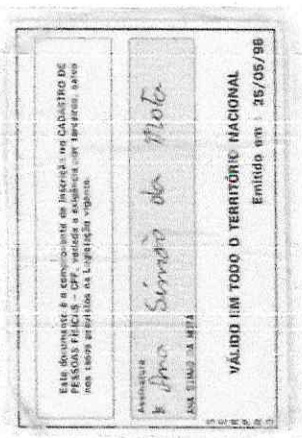 Este documento é o comprovante de inscrição no CADASTRO DE
PESSOAS FÍSICAS - CPF, vedada a exigência por terceiros, salvo
nos casos previstos na Legislação vigente.
Assinatura
Ana Simão da Mota
ANA SIMAO DA MOTA
VÁLIDO EM TODO O TERRITÓRIO NACIONAL
Emitido em : 25/05/98